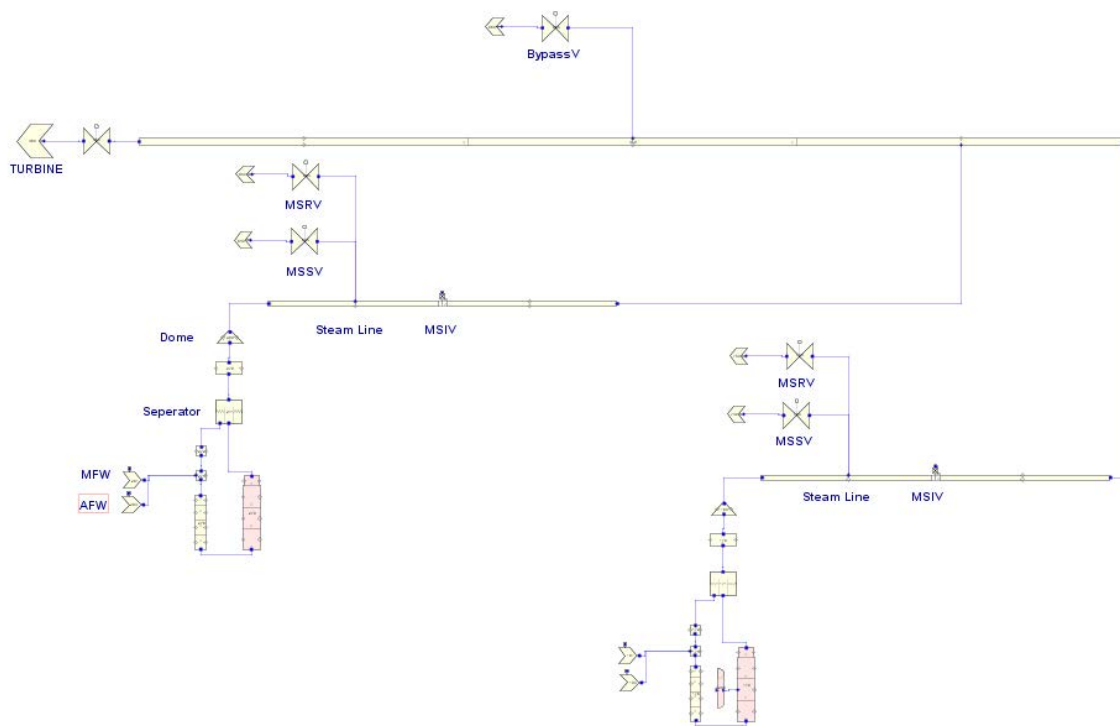 BypassV
TURBINE
MSRV
MSSV
Steam Line MSIV
Dome
MSRV
Seperator
MSSV
MFW
Steam Line MSIV
AFW